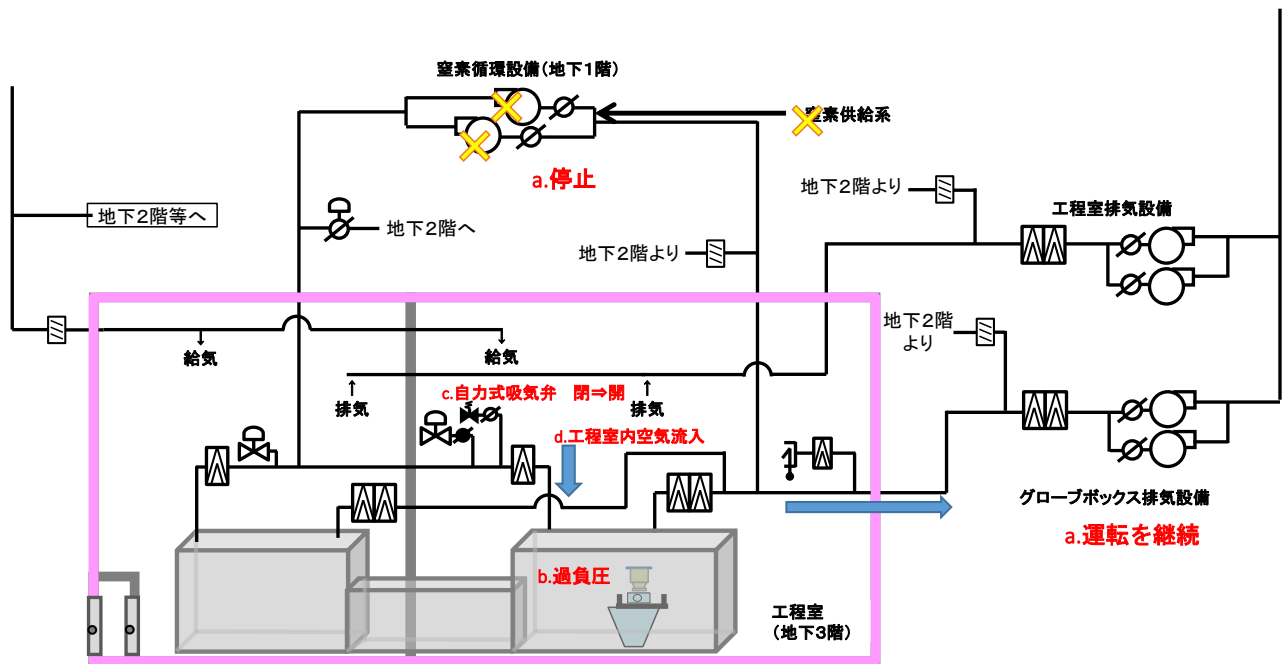 窒素循環設備(地下1階)
窒素供給系
a.停止
地下2階より
工程室排気設備
地下2階等へ
地下2階へ
地下2階より
地下2階
より
給気
給気
c.自力式吸気弁 閉⇒開
排気
排気
d.工程室内空気流入
グローブボックス排気設備
a.運転を継続
b.過負圧
工程室
(地下3階)